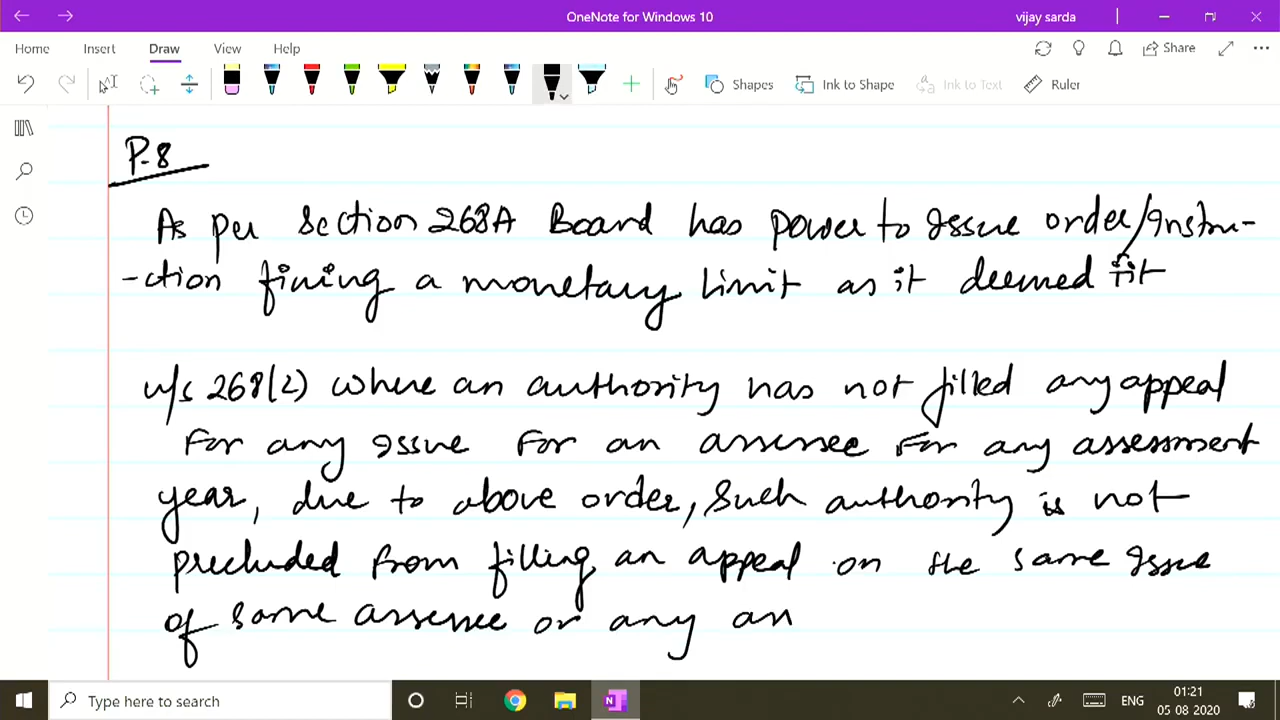 OneNote for Windows 10
vijay sarda
Home Insert Draw View Help
Share
Shapes Ink to Shape Ink to Text Ruler
P-8
As per Section 268A Board has power to Issue order/Instru-
-ction fixing a monetary limit as it deemed fit
u/s 268(2) where an authority has not filled any appeal
For any Issue For an assessee For any assessment
year, due to above order, Such authority is not
precluded from filling an appeal on the same Issue
of same assessee or any an
Type here to search
ENG
01:21
05-08-2020